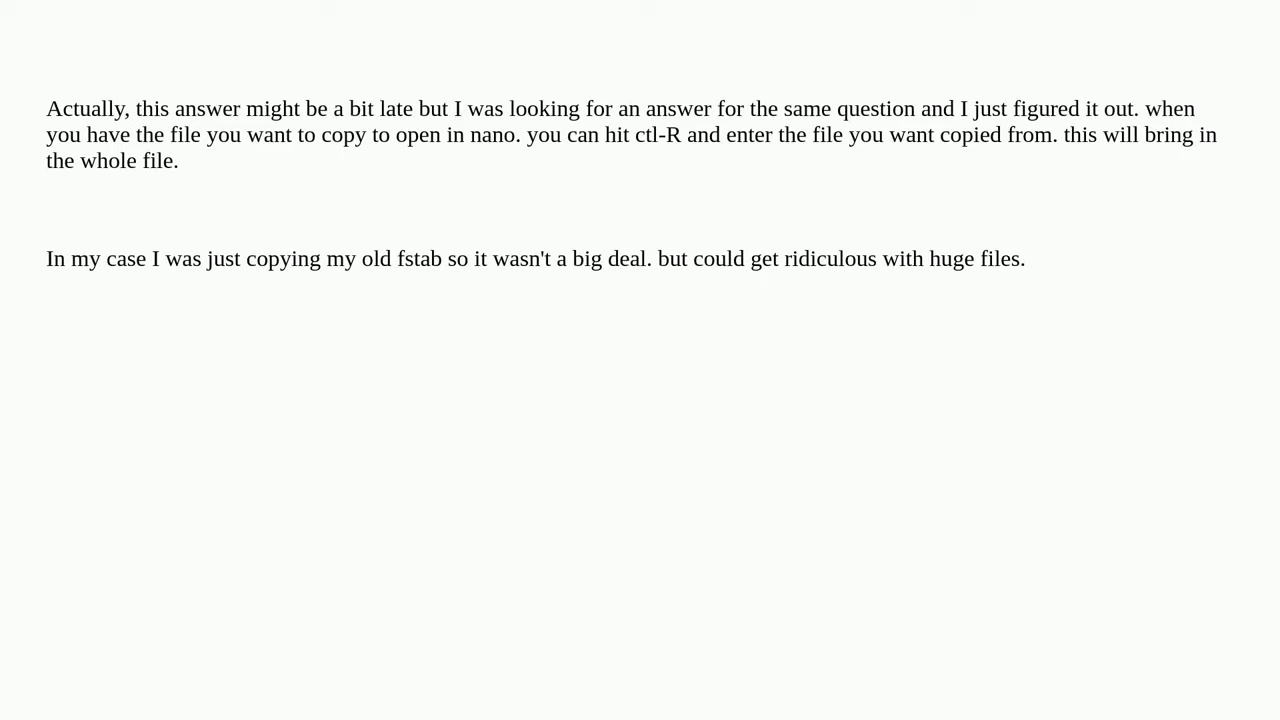 Actually, this answer might be a bit late but I was looking for an answer for the same question and I just figured it out. when
you have the file you want to copy to open in nano. you can hit ctl-R and enter the file you want copied from. this will bring in
the whole file.
In my case I was just copying my old fstab so it wasn't a big deal. but could get ridiculous with huge files.